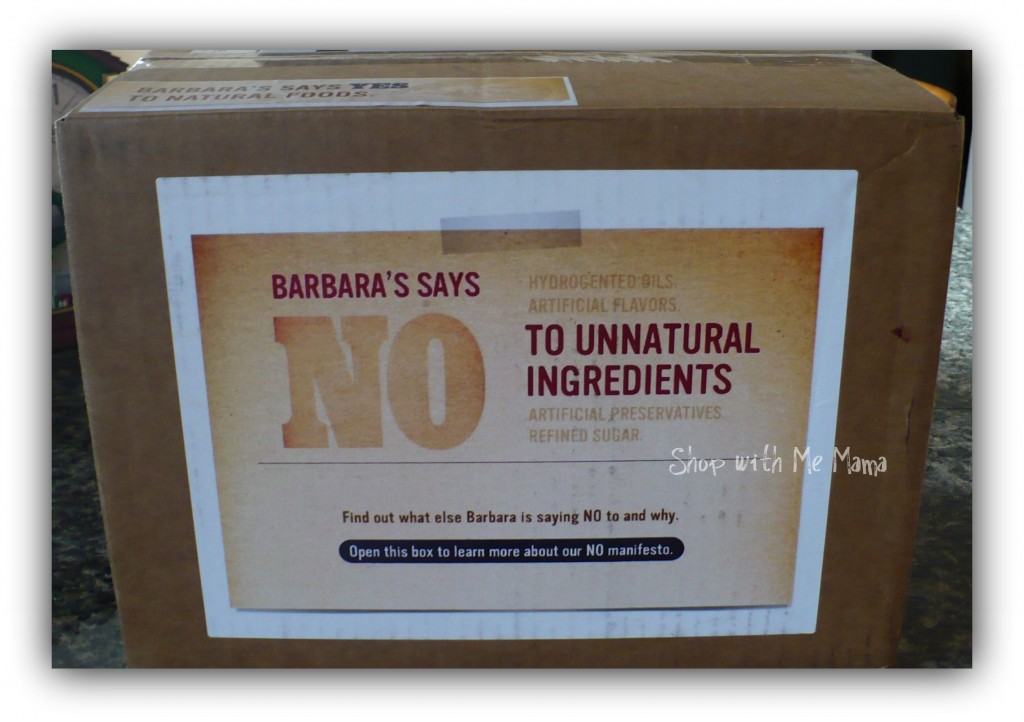 BARBARA'S SAYS YES
TO NATURAL FOODS.
BARBARA'S SAYS
NO
HYDROGENTED OILS.
ARTIFICIAL FLAVORS.
TO UNNATURAL
INGREDIENTS
ARTIFICIAL PRESERVATIVES
REFINED SUGAR.
Shop with Me Mama
Find out what else Barbara is saying NO to and why.
Open this box to learn more about our NO manifesto.